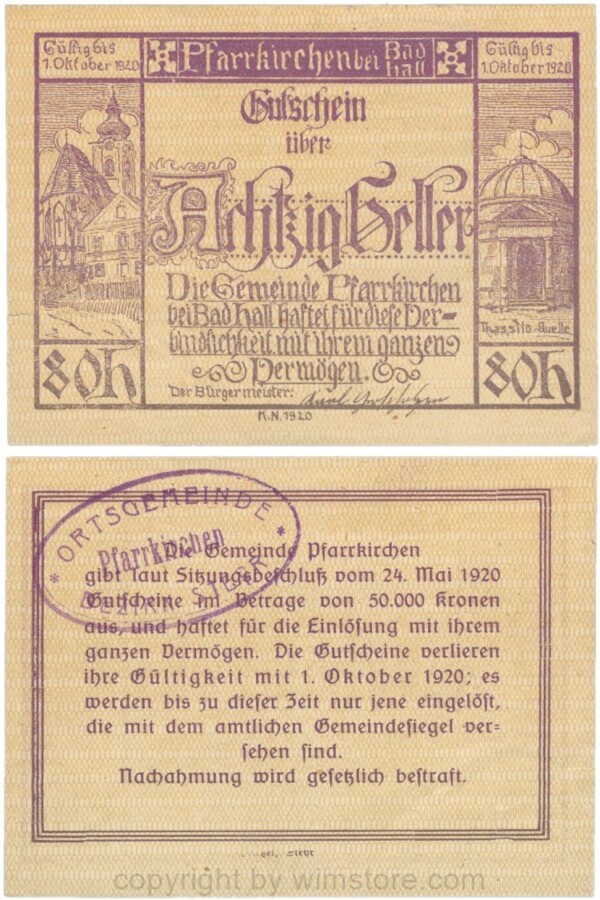 Gültig bis
1. Oktober 1920
Pfarrkirchen bei Bad
Hall
Gültig bis
1. Oktober 1920
Gutschein
über
Achtzig Heller
Die Gemeinde Pfarrkirchen
bei Bad Hall haftet für diese Ver-
bindlichkeit mit ihrem ganzen
Vermögen.
Thassilo-Quelle
80h
80h
Der Bürgermeister:
K.N. 1920
ORTSGEMEINDE
Pfarrkirchen
BEZIRK STEYR
Die Gemeinde Pfarrkirchen
gibt laut Sitzungsbeschluß vom 24. Mai 1920
Gutscheine im Betrage von 50.000 Kronen
aus, und haftet für die Einlösung mit ihrem
ganzen Vermögen. Die Gutscheine verlieren
ihre Gültigkeit mit 1. Oktober 1920; es
werden bis zu dieser Zeit nur jene eingelöst,
die mit dem amtlichen Gemeindesiegel ver-
sehen sind.
Nachahmung wird gesetzlich bestraft.
copyright by wimstore.com